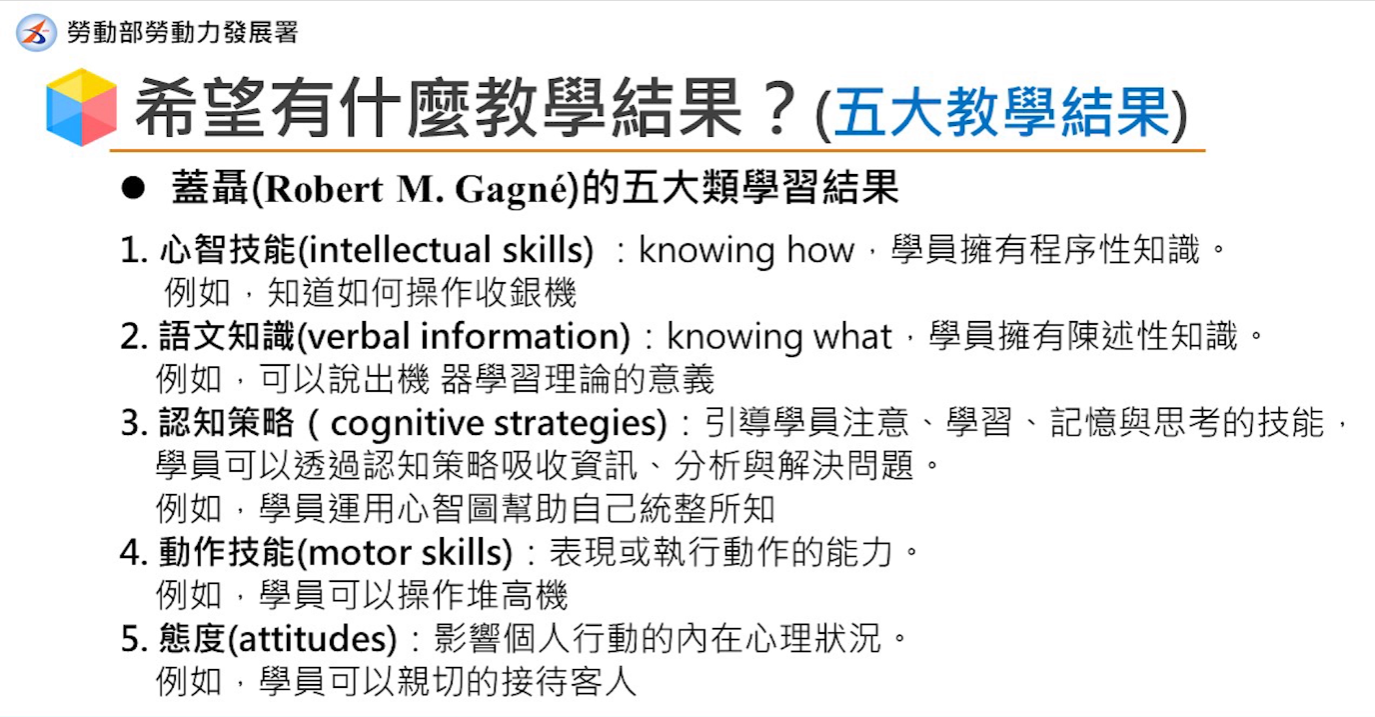 勞動部勞動力發展署
希望有什麼教學結果？(五大教學結果)
● 蓋聶(Robert M. Gagné)的五大類學習結果
1. 心智技能(intellectual skills) ：knowing how，學員擁有程序性知識。
例如，知道如何操作收銀機
2. 語文知識(verbal information)：knowing what，學員擁有陳述性知識。
例如，可以說出機 器學習理論的意義
3. 認知策略（cognitive strategies)：引導學員注意、學習、記憶與思考的技能，
學員可以透過認知策略吸收資訊、分析與解決問題。
例如，學員運用心智圖幫助自己統整所知
4. 動作技能(motor skills)：表現或執行動作的能力。
例如，學員可以操作堆高機
5. 態度(attitudes)：影響個人行動的內在心理狀況。
例如，學員可以親切的接待客人